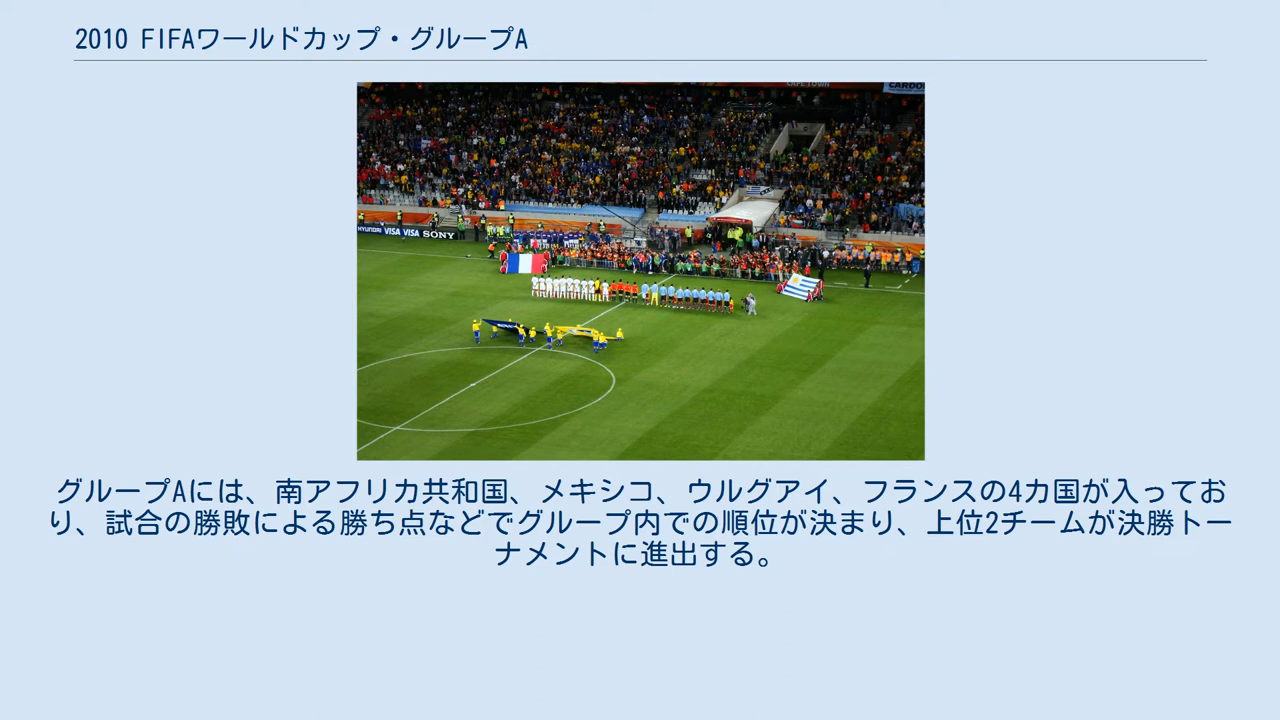 2010 FIFAワールドカップ・グループA
CAPE TOWN
HYUNDAI VISA VISA SONY
グループAには、南アフリカ共和国、メキシコ、ウルグアイ、フランスの4カ国が入ってお
り、試合の勝敗による勝ち点などでグループ内での順位が決まり、上位2チームが決勝トー
ナメントに進出する。